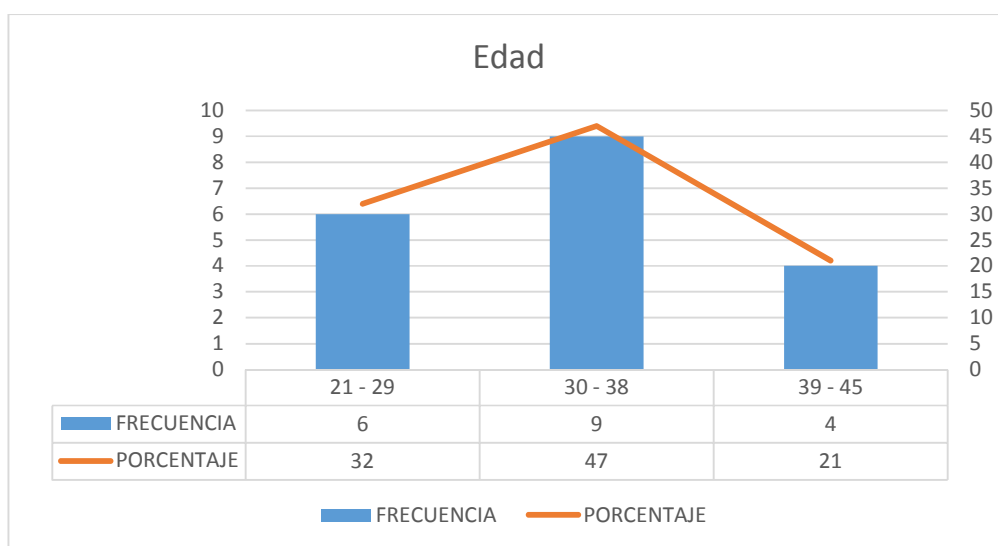 Edad
10 50
9 45
8 40
7 35
6 30
5 25
4 20
3 15
2 10
1 5
0 0
21 - 29 30 - 38 39 - 45
FRECUENCIA 6 9 4
PORCENTAJE 32 47 21
FRECUENCIA PORCENTAJE